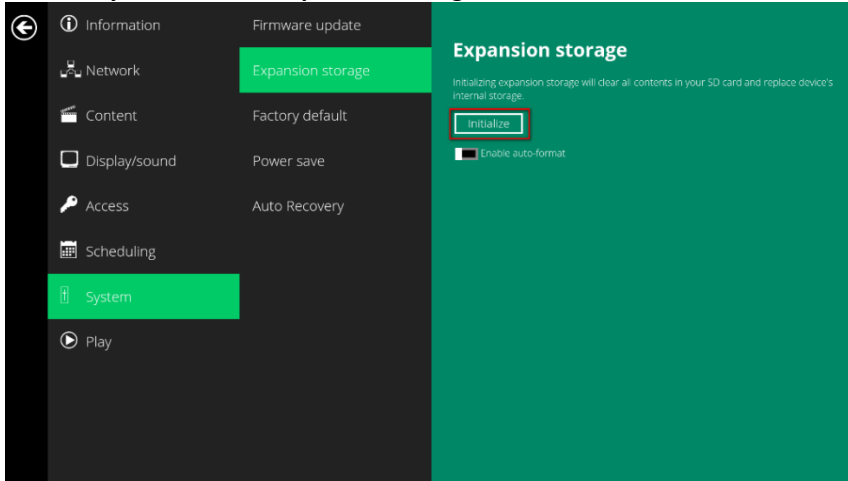 Information
Network
Content
Display/sound
Access
Scheduling
System
Play
Firmware update
Expansion storage
Factory default
Power save
Auto Recovery
Expansion storage
Initializing expansion storage will clear all contents in your SD card and replace device's
internal storage.
Initialize
Enable auto-format